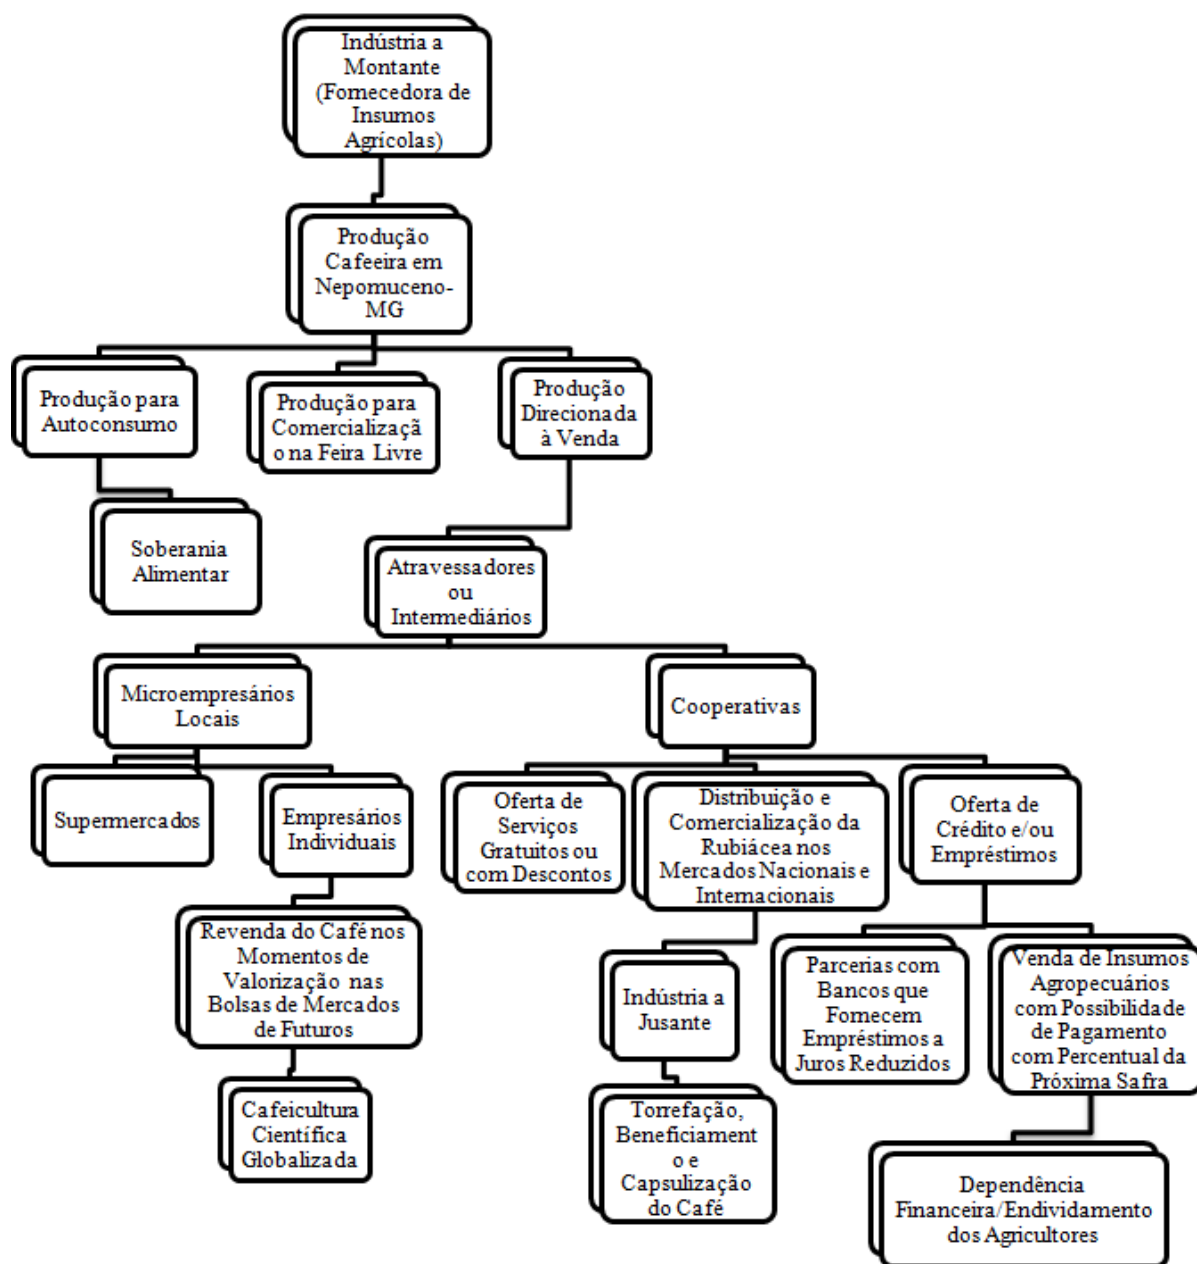 Indústria a
Montante
(Fornecedora de
Insumos
Agrícolas)
Produção
Cafeeira em
Nepomuceno-
MG
Produção para
Autoconsumo
Produção para
Comercializaçã
o na Feira Livre
Produção
Direcionada
à Venda
Soberania
Alimentar
Atravessadores
ou
Intermediários
Microempresários
Locais
Cooperativas
Supermercados
Empresários
Individuais
Oferta de
Serviços
Gratuitos ou
com Descontos
Distribuição e
Comercialização da
Rubiácea nos
Mercados Nacionais e
Internacionais
Oferta de
Crédito e/ou
Empréstimos
Revenda do Café nos
Momentos de
Valorização nas
Bolsas de Mercados
de Futuros
Indústria a
Jusante
Parcerias com
Bancos que
Fornecem
Empréstimos a
Juros Reduzidos
Venda de Insumos
Agropecuários
com Possibilidade
de Pagamento
com Percentual da
Próxima Safra
Cafeicultura
Científica
Globalizada
Torrefação,
Beneficiament
o e
Capsulização
do Café
Dependência
Financeira/Endividamento
dos Agricultores